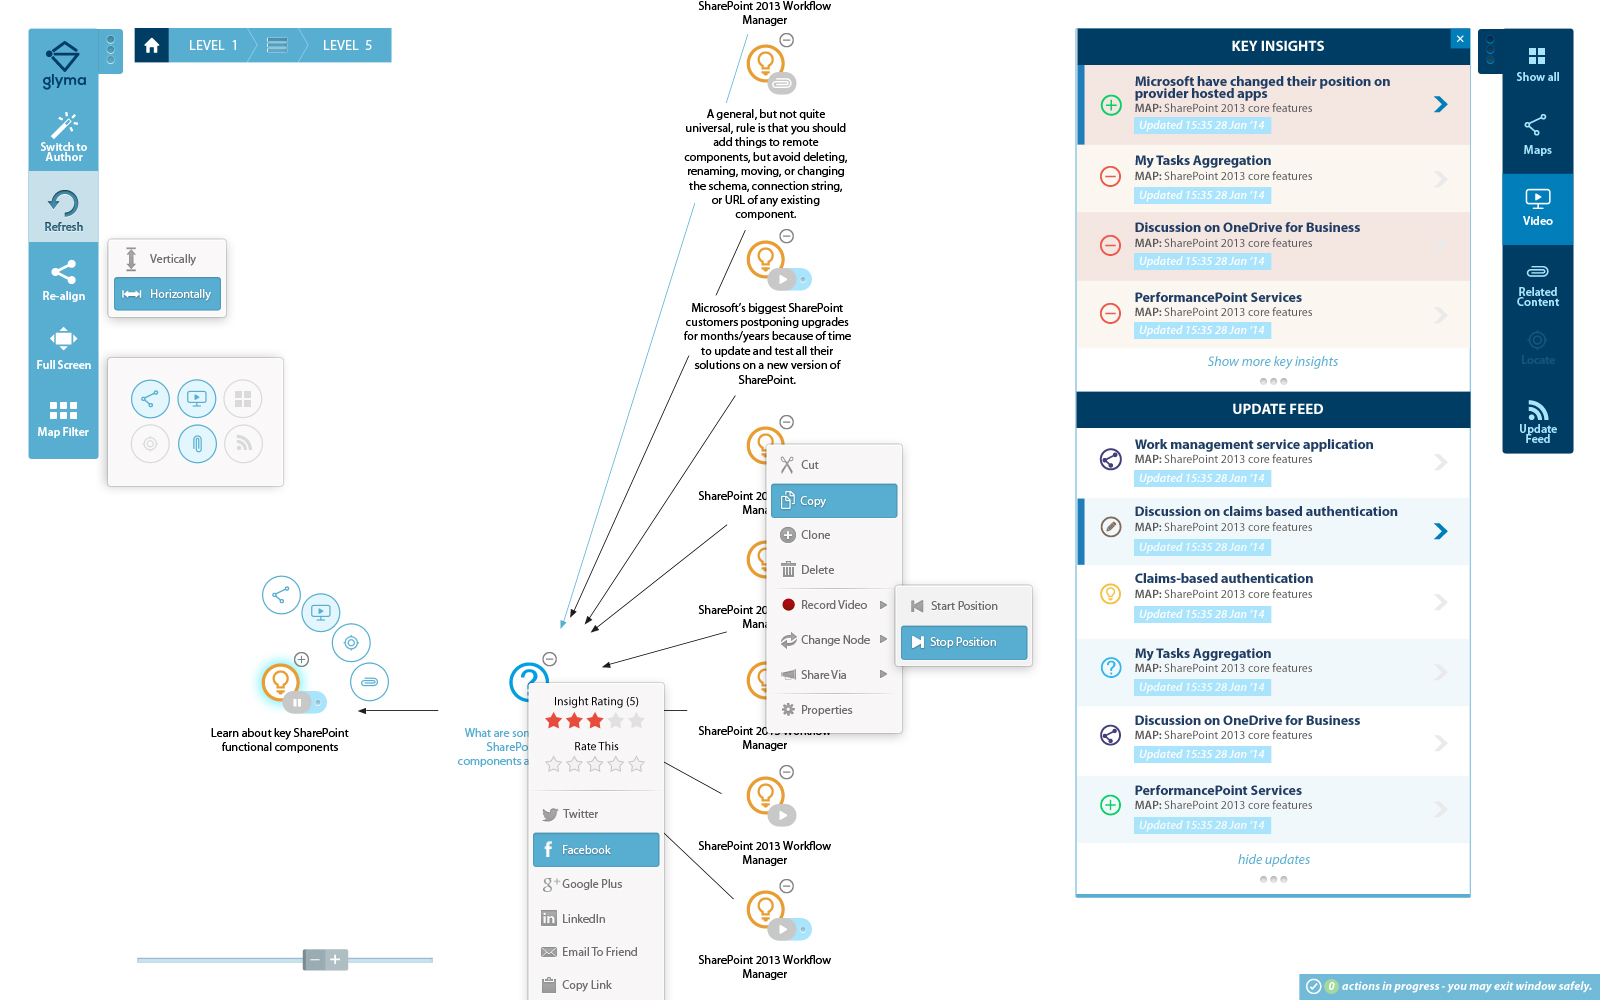 glyma
Switch to
Author
Refresh
Re-align
Full Screen
Map Filter
LEVEL 1
LEVEL 5
Vertically
Horizontally
SharePoint 2013 Workflow
Manager
A general, but not quite
universal, rule is that you should
add things to remote
components, but avoid deleting,
renaming, moving, or changing
the schema, connection string,
or URL of any existing
component.
Microsoft's biggest SharePoint
customers postponing upgrades
for months/years because of time
to update and test all their
solutions on a new version of
SharePoint.
SharePoint 20
Mana
SharePoint 20
Mana
SharePoint 2013 Workflow
Manager
SharePoint 2013 Workflow
Manager
SharePoint 2013 Workflow
Manager
Cut
Copy
Clone
Delete
Record Video
Change Node
Share Via
Properties
Start Position
Stop Position
Learn about key SharePoint
functional components
What are som
SharePo
components a
Insight Rating (5)
Rate This
Twitter
Facebook
Google Plus
LinkedIn
Email To Friend
Copy Link
KEY INSIGHTS
Microsoft have changed their position on
provider hosted apps
MAP: SharePoint 2013 core features
Updated 15:35 28 Jan '14
My Tasks Aggregation
MAP: SharePoint 2013 core features
Updated 15:35 28 Jan '14
Discussion on OneDrive for Business
MAP: SharePoint 2013 core features
Updated 15:35 28 Jan '14
PerformancePoint Services
MAP: SharePoint 2013 core features
Updated 15:35 28 Jan '14
Show more key insights
UPDATE FEED
Work management service application
MAP: SharePoint 2013 core features
Updated 15:35 28 Jan '14
Discussion on claims based authentication
MAP: SharePoint 2013 core features
Updated 15:35 28 Jan '14
Claims-based authentication
MAP: SharePoint 2013 core features
Updated 15:35 28 Jan '14
My Tasks Aggregation
MAP: SharePoint 2013 core features
Updated 15:35 28 Jan '14
Discussion on OneDrive for Business
MAP: SharePoint 2013 core features
Updated 15:35 28 Jan '14
PerformancePoint Services
MAP: SharePoint 2013 core features
Updated 15:35 28 Jan '14
hide updates
Show all
Maps
Video
Related
Content
Locate
Update
Feed
0 actions in progress - you may exit window safely.